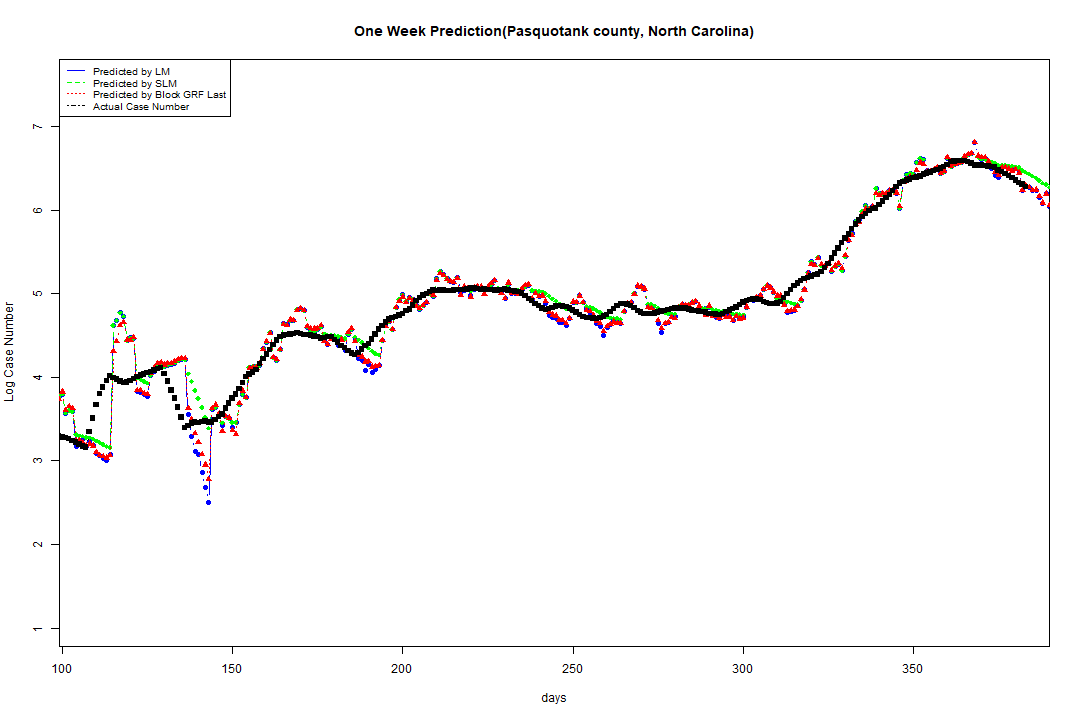 One Week Prediction(Pasquotank county, North Carolina)
Predicted by LM
Predicted by SLM
Predicted by Block GRF Last
Actual Case Number
Log Case Number
7
6
5
4
3
2
1
100 150 200 250 300 350
days